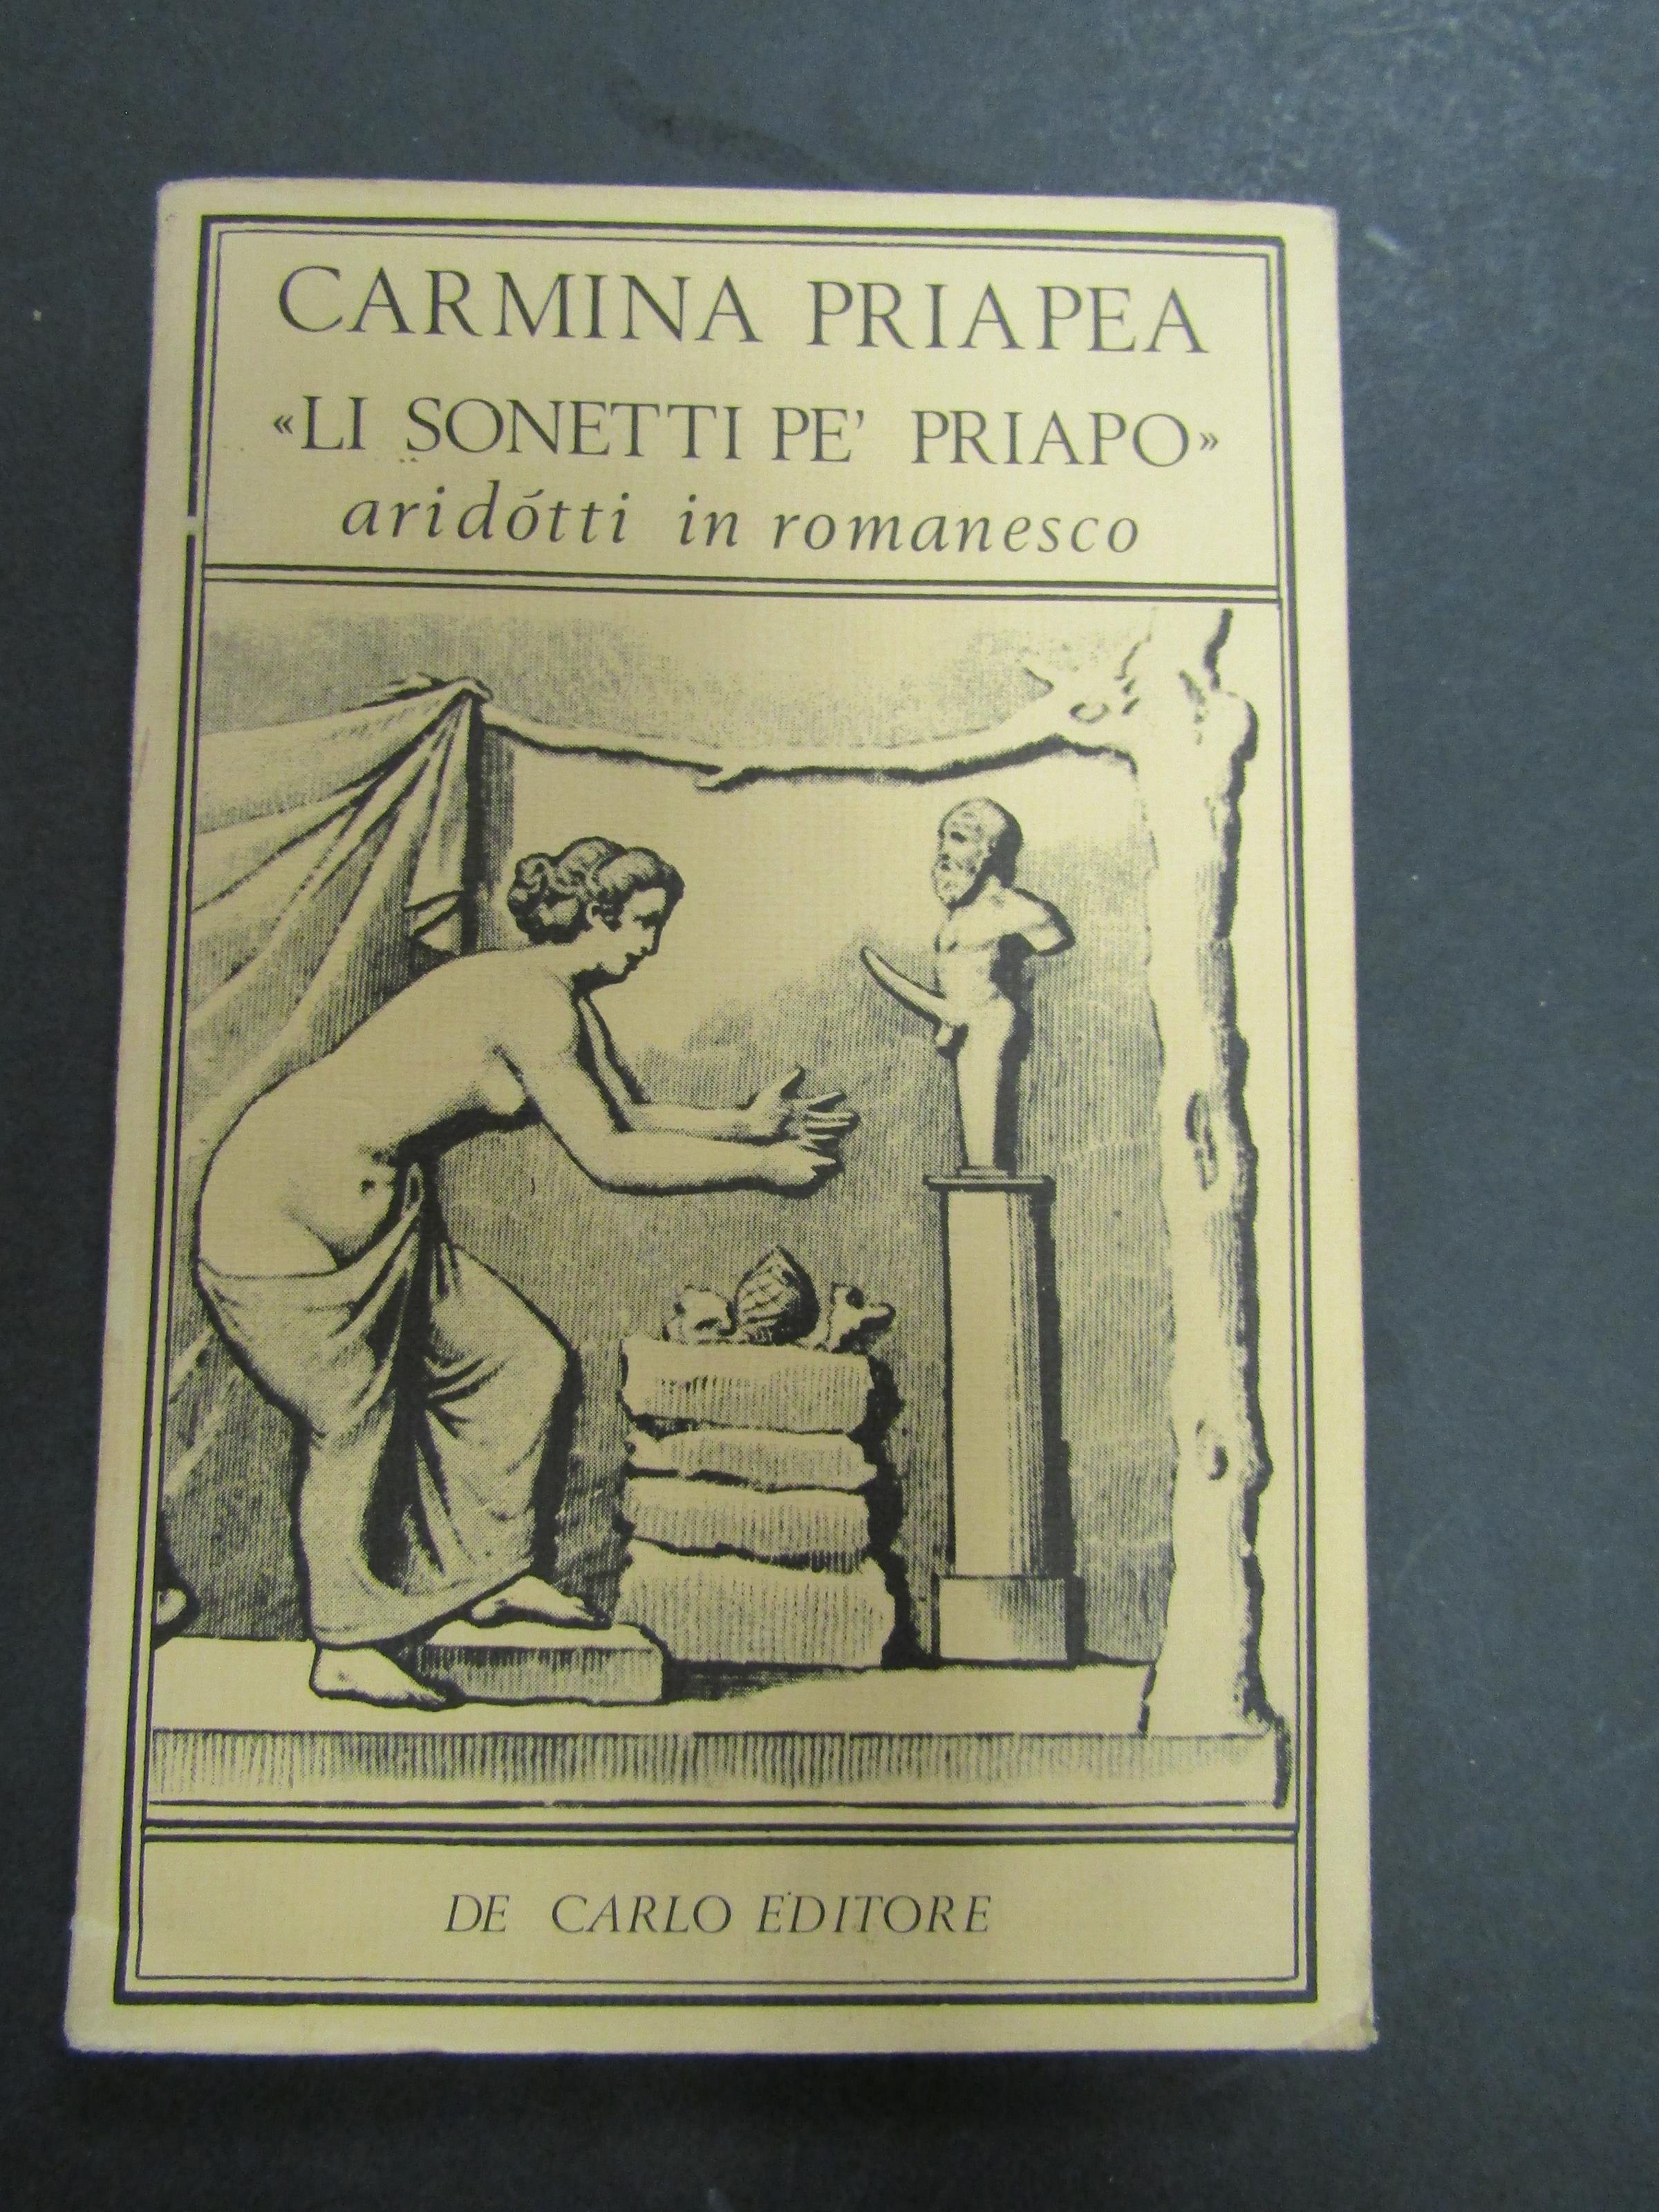 CARMINA PRIAPEA
«LI SONETTI PE’ PRIAPO»
aridótti in romanesco
DE CARLO EDITORE